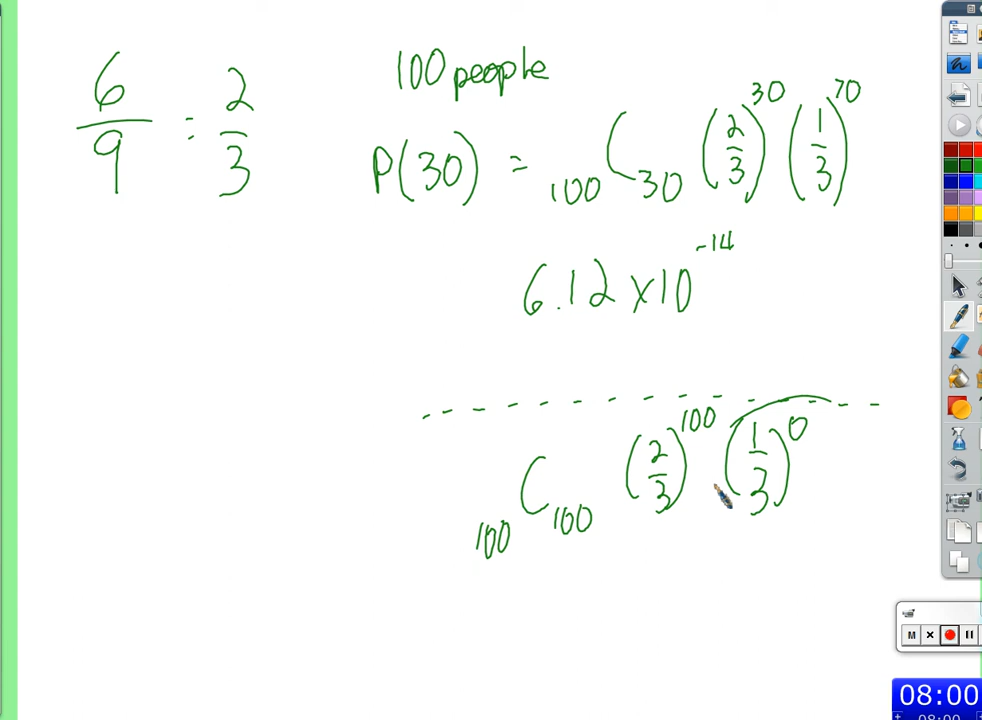 6/9 : 2/3
100 people
P(30) = ₁₀₀C₃₀ (2/3)³⁰ (1/3)⁷⁰
6.12 x10⁻¹⁴
₁₀₀C₁₀₀ (2/3)¹⁰⁰ (1/3)⁰
M
08:00